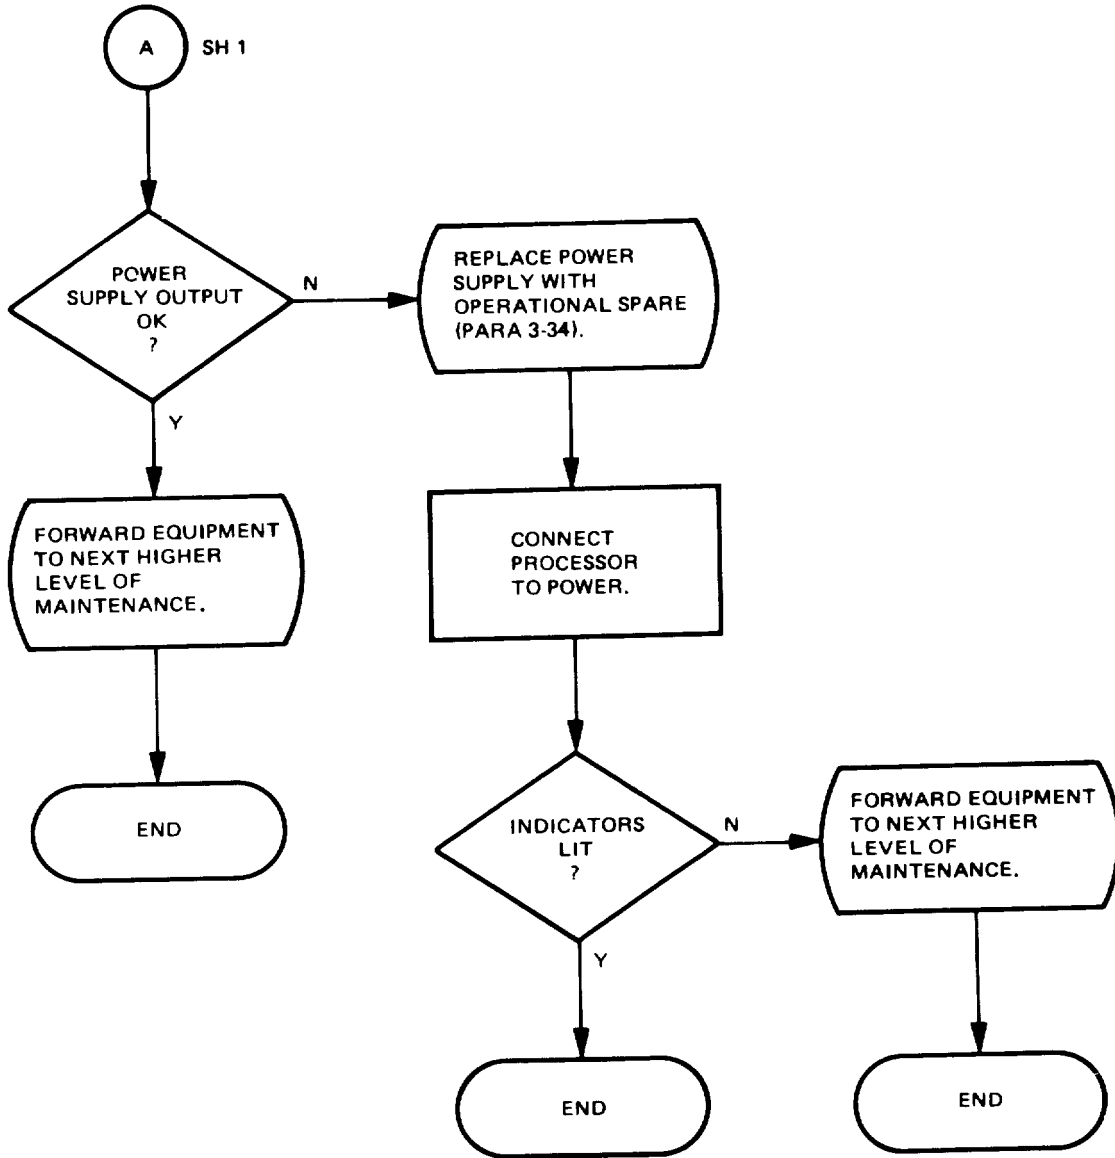 A
SH 1
POWER
SUPPLY OUTPUT
OK
?
N
REPLACE POWER
SUPPLY WITH
OPERATIONAL SPARE
(PARA 3-34).
Y
FORWARD EQUIPMENT
TO NEXT HIGHER
LEVEL OF
MAINTENANCE.
END
CONNECT
PROCESSOR
TO POWER.
INDICATORS
LIT
?
N
FORWARD EQUIPMENT
TO NEXT HIGHER
LEVEL OF
MAINTENANCE.
Y
END
END